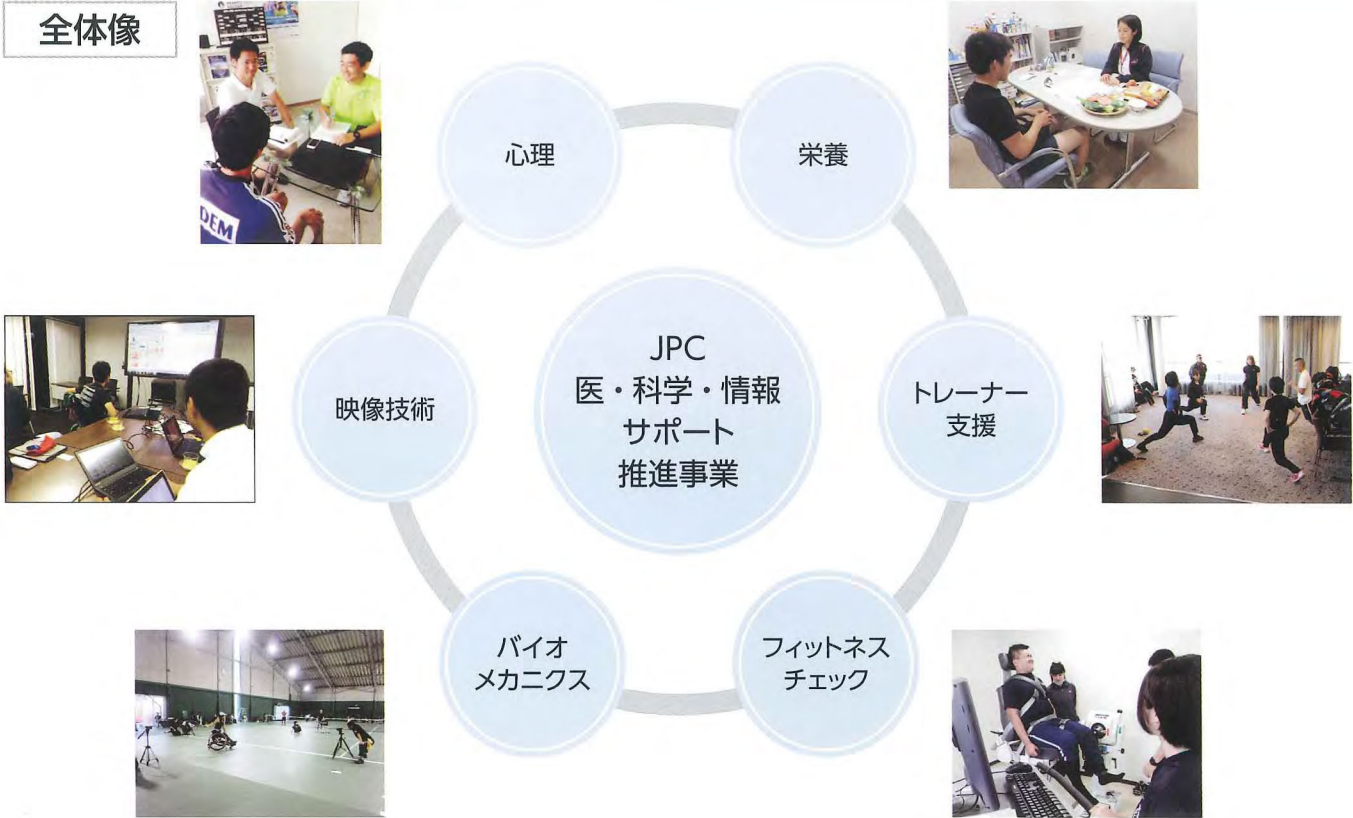 全体像
心理
栄養
JPC
医・科学・情報
サポート
推進事業
映像技術
トレーナー
支援
バイオ
メカニクス
フィットネス
チェック
DEM